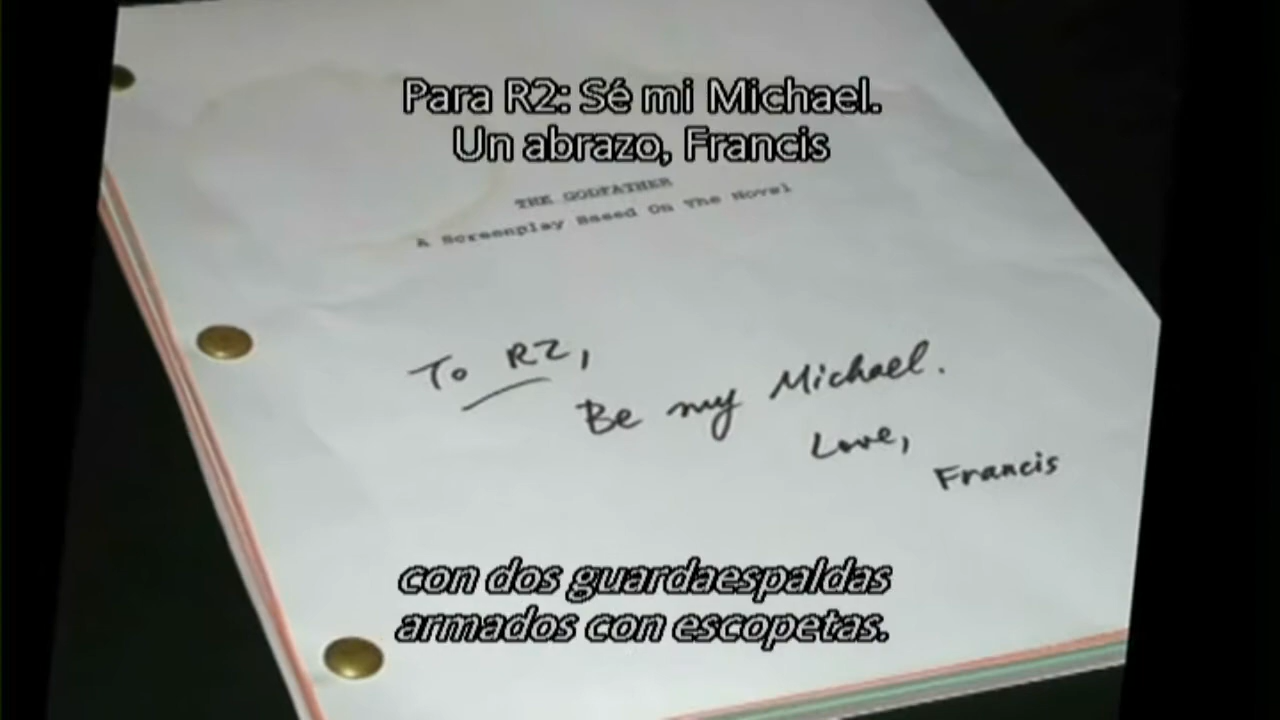 Para R2: Sé mi Michael.
Un abrazo, Francis
THE GODFATHER
A Screenplay Based On The Novel
To R2,
Be my Michael.
Love,
Francis
con dos guardaespaldas
armados con escopetas.